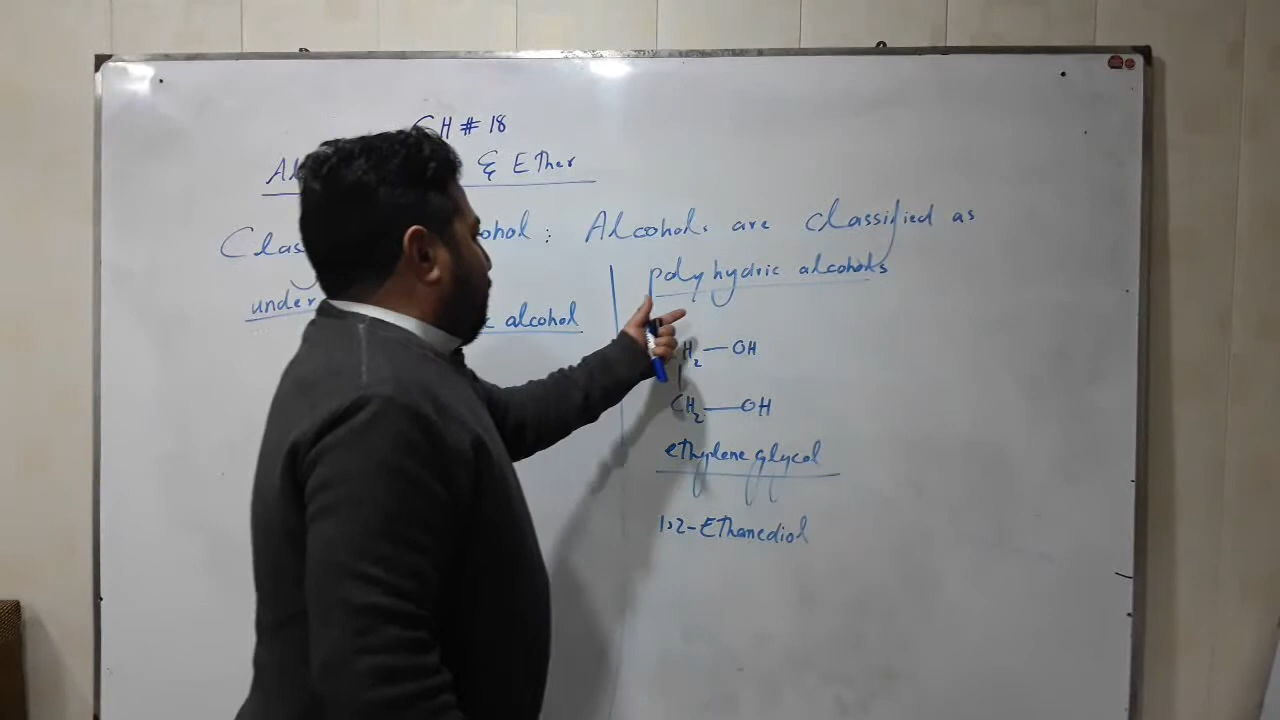 CH # 18
& Ether
ohol : Alcohols are classified as
under
alcohol
polyhydric alcohols
H2 — OH
|
CH2 — OH
ethylene glycol
1,2-Ethanediol